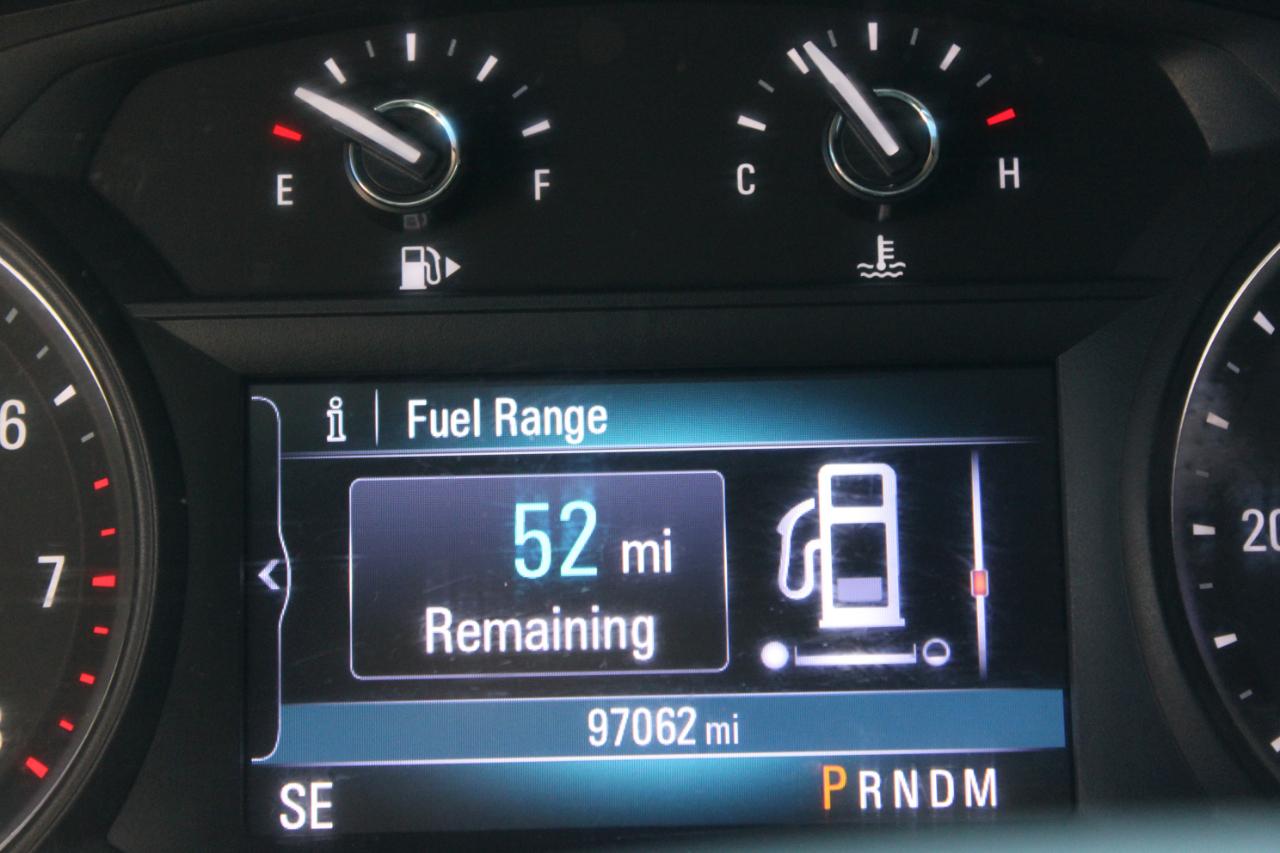 E F C H
6 i Fuel Range
52 mi
Remaining
7
20
97062 mi
SE PRNDM